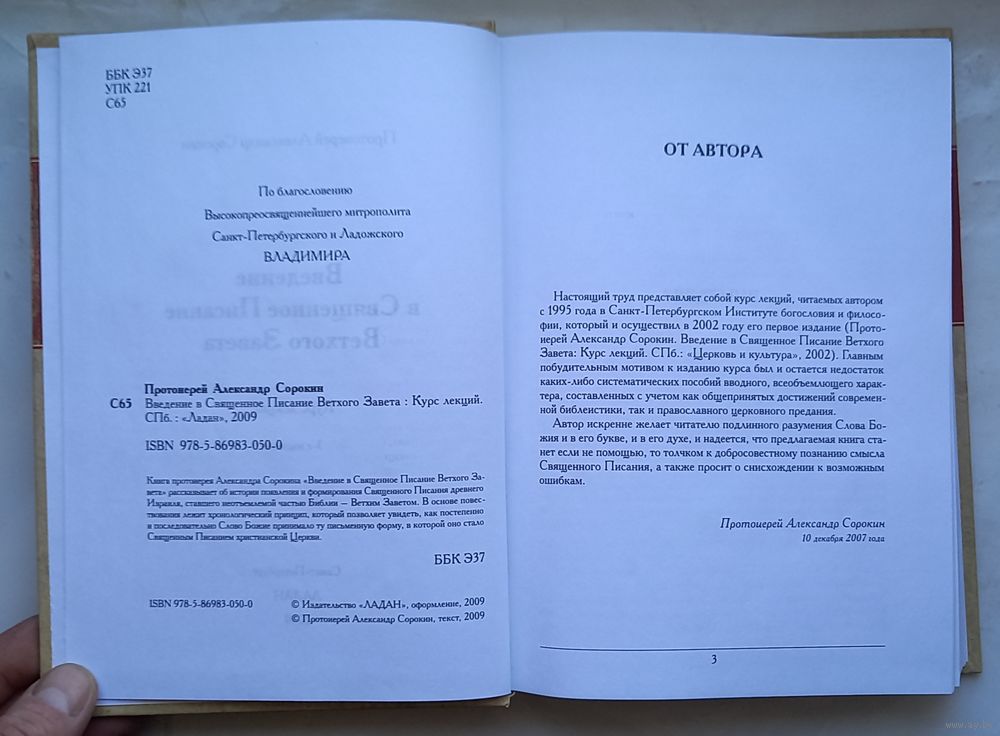 ББК Э37
УПК 221
С65
По благословению
Высокопреосвященнейшего митрополита
Санкт-Петербургского и Ладожского
ВЛАДИМИРА
Протоиерей Александр Сорокин
С65 Введение в Священное Писание Ветхого Завета : Курс лекций.
СПб. : «Ладан», 2009
ISBN 978-5-86983-050-0
Книга протоиерея Александра Сорокина «Введение в Священное Писание Ветхого За-
вета» рассказывает об истории появления и формирования Священного Писания древнего
Израиля, ставшего неотъемлемой частью Библии — Ветхим Заветом. В основе повес-
твования лежит хронологический принцип, который позволяет увидеть, как постепенно
и последовательно Слово Божие принимало ту письменную форму, в которой оно стало
Священным Писанием христианской Церкви.
ББК Э37
ISBN 978-5-86983-050-0
© Издательство «ЛАДАН», оформление, 2009
© Протоиерей Александр Сорокин, текст, 2009
ОТ АВТОРА
Настоящий труд представляет собой курс лекций, читаемых автором
с 1995 года в Санкт-Петербургском Институте богословия и филосо-
фии, который и осуществил в 2002 году его первое издание (Прото-
иерей Александр Сорокин. Введение в Священное Писание Ветхого
Завета: Курс лекций. СПб.: «Церковь и культура», 2002). Главным
побудительным мотивом к изданию курса был и остается недостаток
каких-либо систематических пособий вводного, всеобъемлющего харак-
тера, составленных с учетом как общепринятых достижений современ-
ной библеистики, так и православного церковного предания.
Автор искренне желает читателю подлинного разумения Слова Бо-
жия и в его букве, и в его духе, и надеется, что предлагаемая книга ста-
нет если не помощью, то толчком к добросовестному познанию смысла
Священного Писания, а также просит о снисхождении к возможным
ошибкам.
Протоиерей Александр Сорокин
10 декабря 2007 года
3